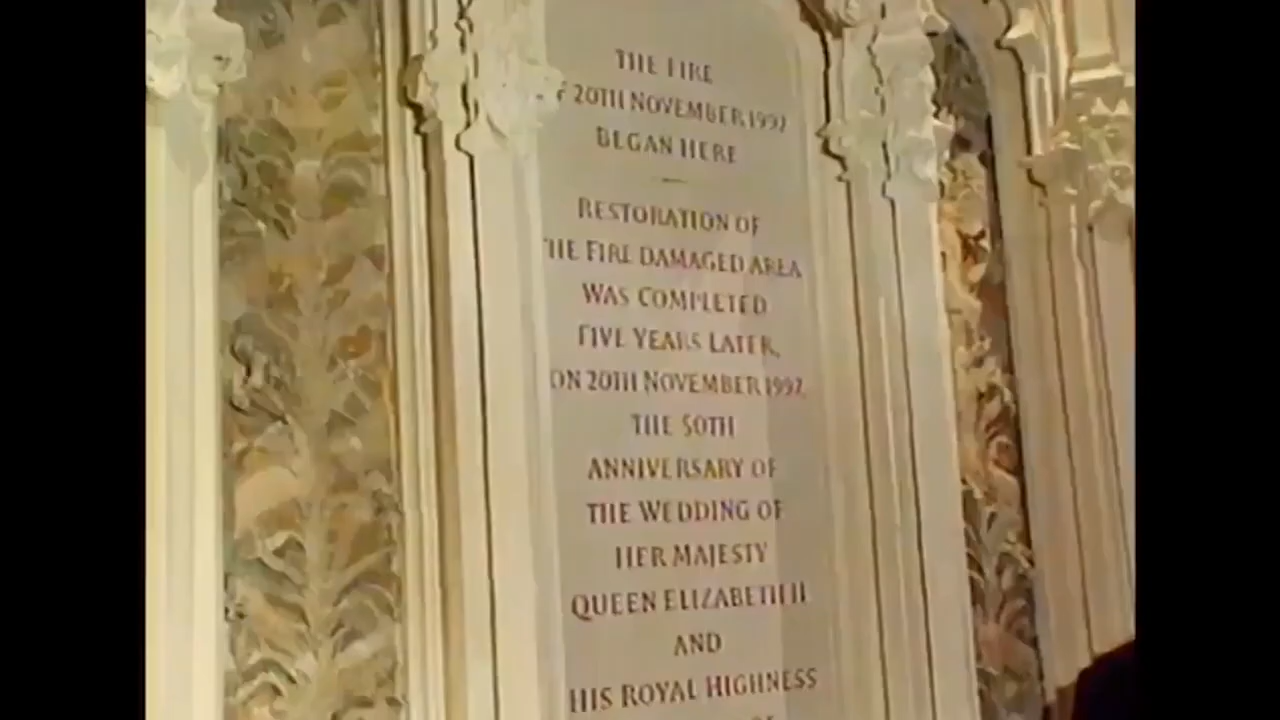 THE FIRE
20TH NOVEMBER 1992
BEGAN HERE
RESTORATION OF
THE FIRE DAMAGED AREA
WAS COMPLETED
FIVE YEARS LATER,
ON 20TH NOVEMBER 1997,
THE 50TH
ANNIVERSARY OF
THE WEDDING OF
HER MAJESTY
QUEEN ELIZABETH II
AND
HIS ROYAL HIGHNESS